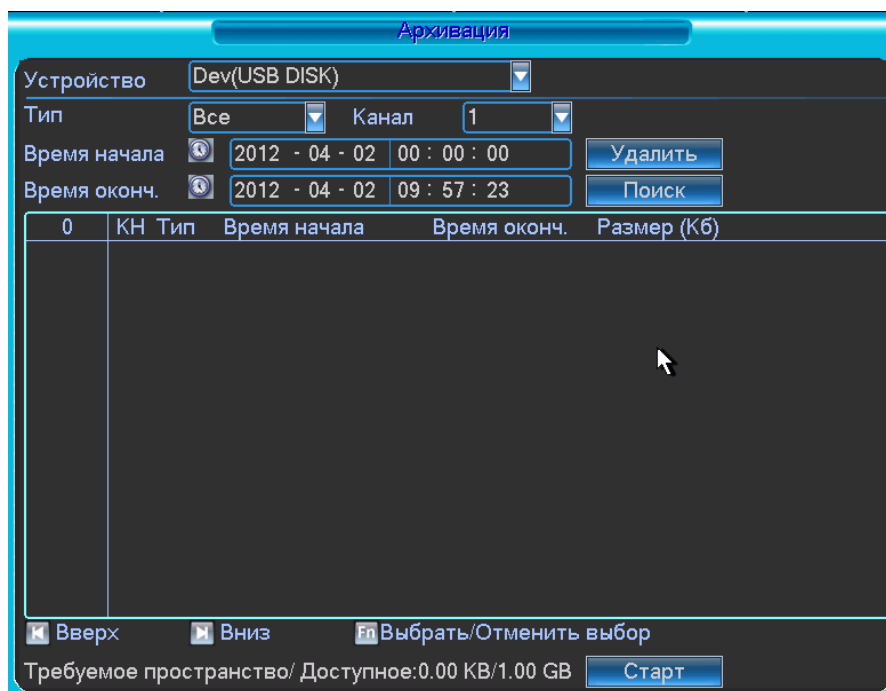 Архивация
Устройство Dev(USB DISK)
Тип Все Канал 1
Время начала 2012 - 04 - 02 00 : 00 : 00 Удалить
Время оконч. 2012 - 04 - 02 09 : 57 : 23 Поиск
0 КН Тип Время начала Время оконч. Размер (Кб)
Вверх Вниз Fn Выбрать/Отменить выбор
Требуемое пространство/ Доступное:0.00 KB/1.00 GB Старт